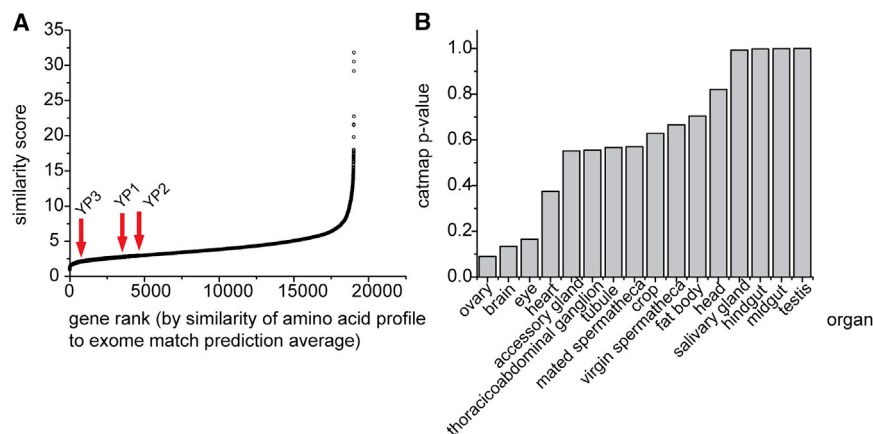 A
similarity score
35
30
25
20
15
10
5
0
YP3
YP1
YP2
0
5000
10000
15000
20000
gene rank (by similarity of amino acid profile
to exome match prediction average)
B
catmap p-value
1.0
0.8
0.6
0.4
0.2
0.0
ovary
brain
eye
heart
accessory gland
thoracicoabdominal ganglion
tubule
mated spermatheca
crop
virgin spermatheca
fat body
head
salivary gland
hindgut
midgut
testis
organ